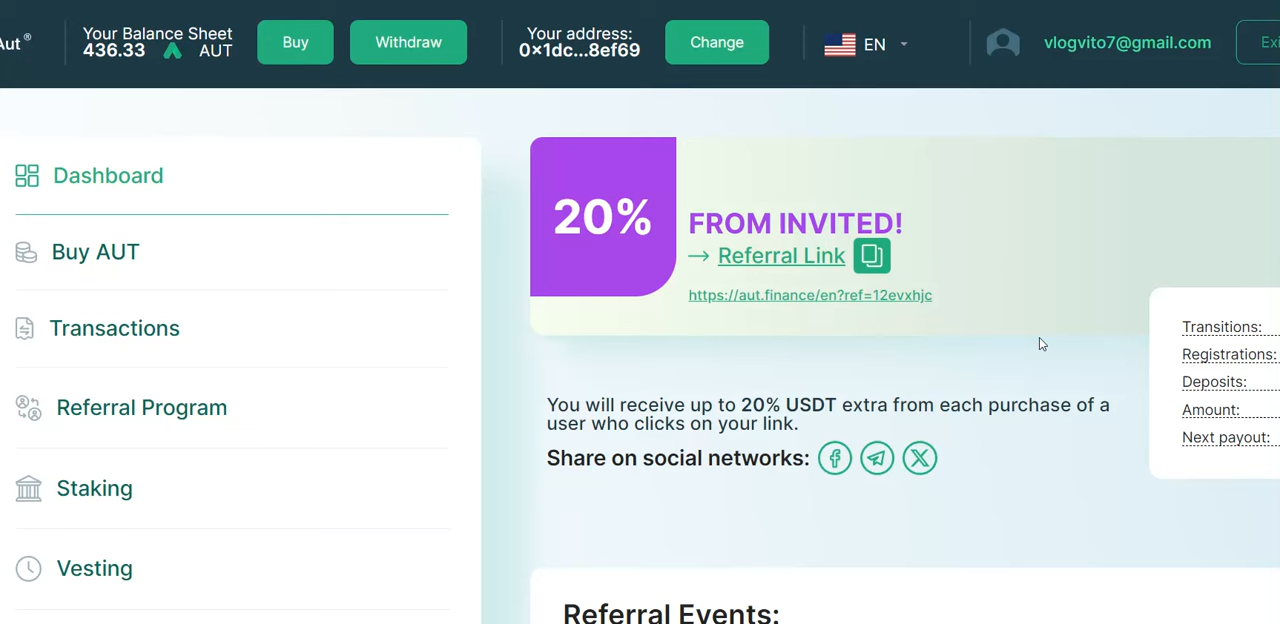 Aut ®
Your Balance Sheet
436.33 AUT
Buy
Withdraw
Your address:
0×1dc...8ef69
Change
EN
vlogvito7@gmail.com
Exi
Dashboard
Buy AUT
Transactions
Referral Program
Staking
Vesting
20%
FROM INVITED!
→ Referral Link
https://aut.finance/en?ref=12evxhjc
Transitions:
Registrations:
Deposits:
Amount:
Next payout:
You will receive up to 20% USDT extra from each purchase of a
user who clicks on your link.
Share on social networks:
Referral Events: